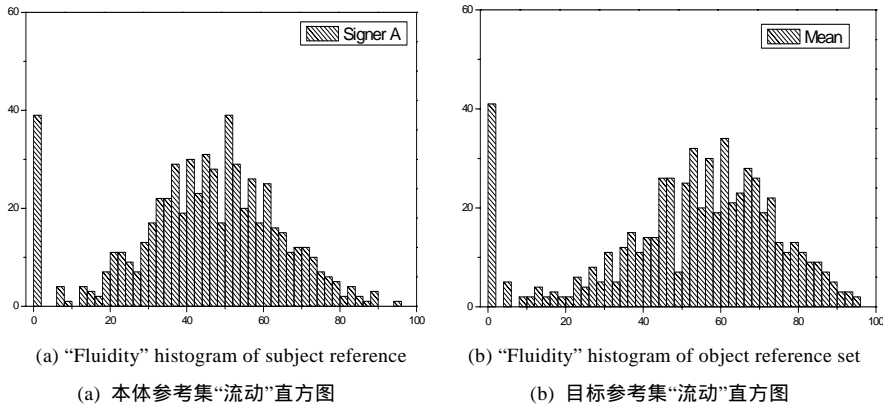 60
40
20
0
0 20 40 60 80 100
Signer A
60
40
20
0
0 20 40 60 80 100
Mean
(a) “Fluidity” histogram of subject reference
(b) “Fluidity” histogram of object reference set
(a) 本体参考集“流动”直方图
(b) 目标参考集“流动”直方图